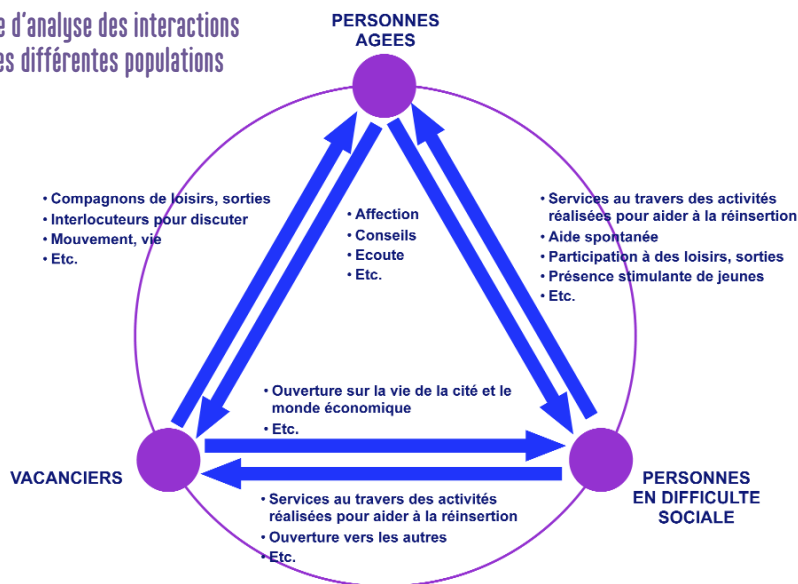 e d'analyse des interactions
es différentes populations
PERSONNES
AGEES
• Compagnons de loisirs, sorties
• Interlocuteurs pour discuter
• Mouvement, vie
• Etc.
• Affection
• Conseils
• Ecoute
• Etc.
• Services au travers des activités
réalisées pour aider à la réinsertion
• Aide spontanée
• Participation à des loisirs, sorties
• Présence stimulante de jeunes
• Etc.
• Ouverture sur la vie de la cité et le
monde économique
• Etc.
VACANCIERS
PERSONNES
EN DIFFICULTE
SOCIALE
• Services au travers des activités
réalisées pour aider à la réinsertion
• Ouverture vers les autres
• Etc.